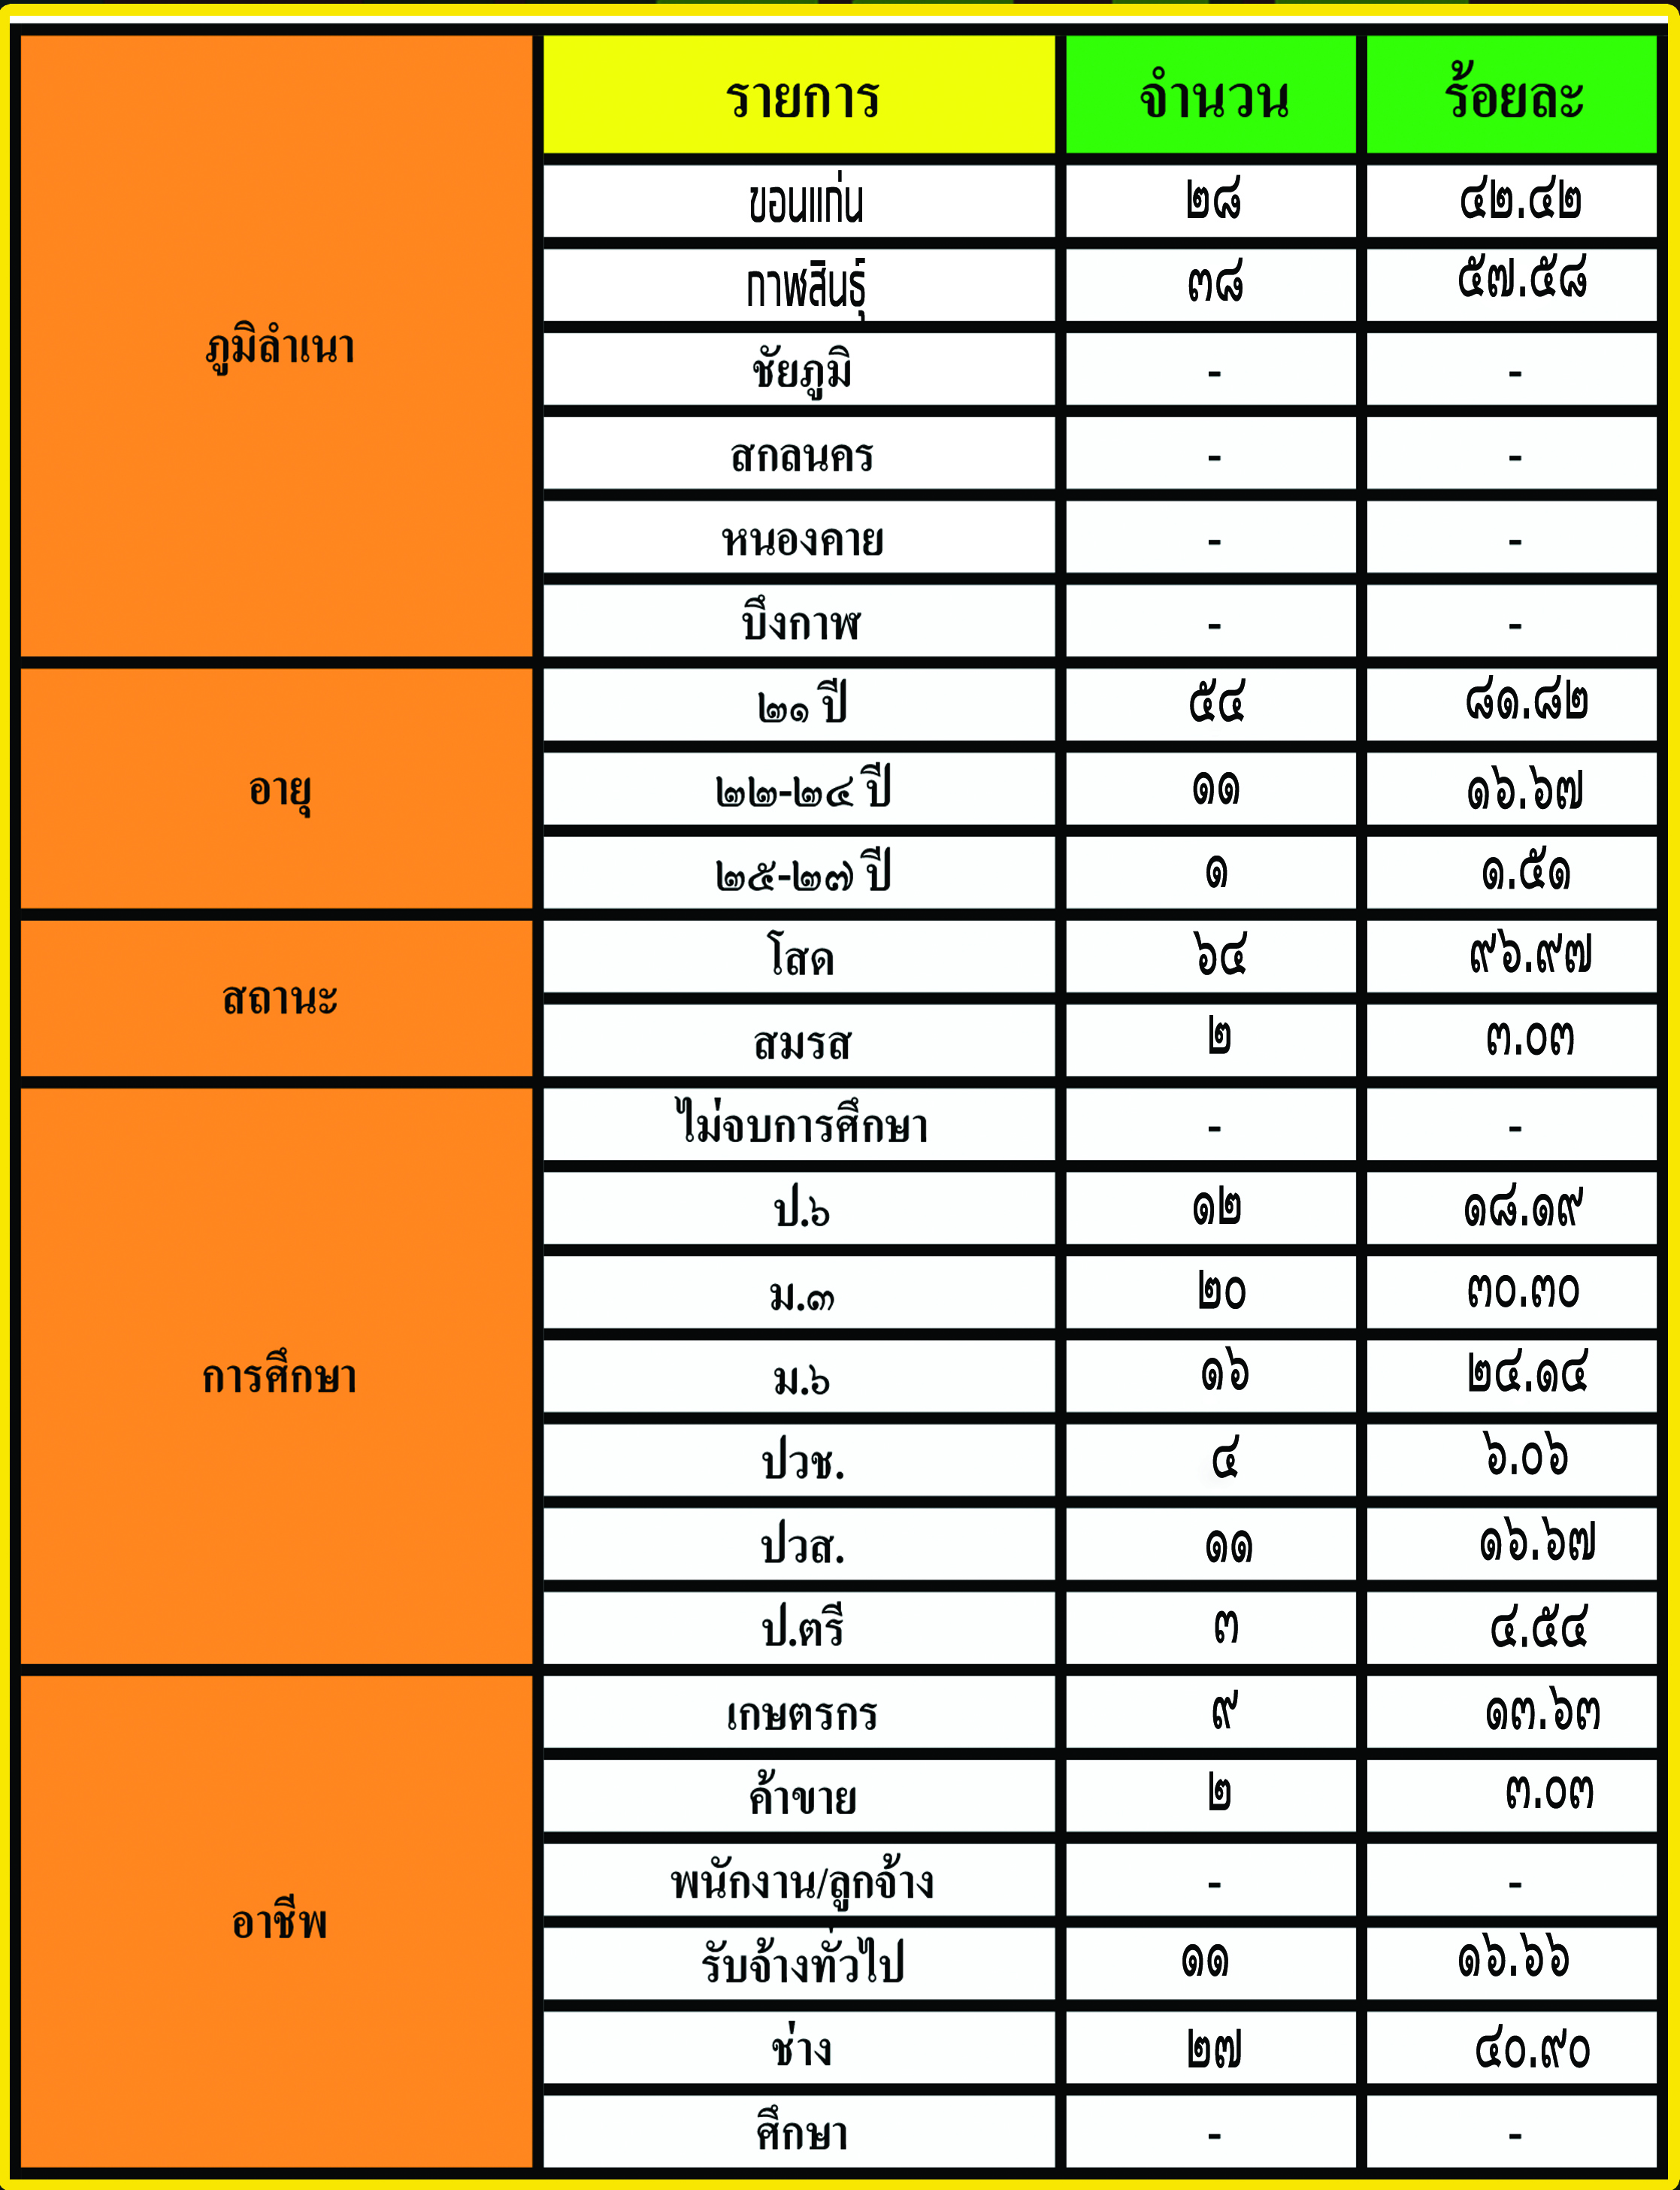 รายการ จำนวน ร้อยละ
ภูมิลำเนา
ขอนแก่น ๒๘ ๔๒.๔๒
กาฬสินธุ์ ๓๘ ๕๗.๕๘
ชัยภูมิ - -
สกลนคร - -
หนองคาย - -
บึงกาฬ - -
อายุ
๒๑ ปี ๕๔ ๘๑.๘๒
๒๒-๒๔ ปี ๑๑ ๑๖.๖๗
๒๕-๒๗ ปี ๑ ๑.๕๑
สถานะ
โสด ๖๔ ๙๖.๙๗
สมรส ๒ ๓.๐๓
การศึกษา
ไม่จบการศึกษา - -
ป.๖ ๑๒ ๑๘.๑๙
ม.๓ ๒๐ ๓๐.๓๐
ม.๖ ๑๖ ๒๔.๑๔
ปวช. ๔ ๖.๐๖
ปวส. ๑๑ ๑๖.๖๗
ป.ตรี ๓ ๔.๕๔
อาชีพ
เกษตรกร ๙ ๑๓.๖๓
ค้าขาย ๒ ๓.๐๓
พนักงาน/ลูกจ้าง - -
รับจ้างทั่วไป ๑๑ ๑๖.๖๖
ช่าง ๒๗ ๔๐.๙๐
ศึกษา - -